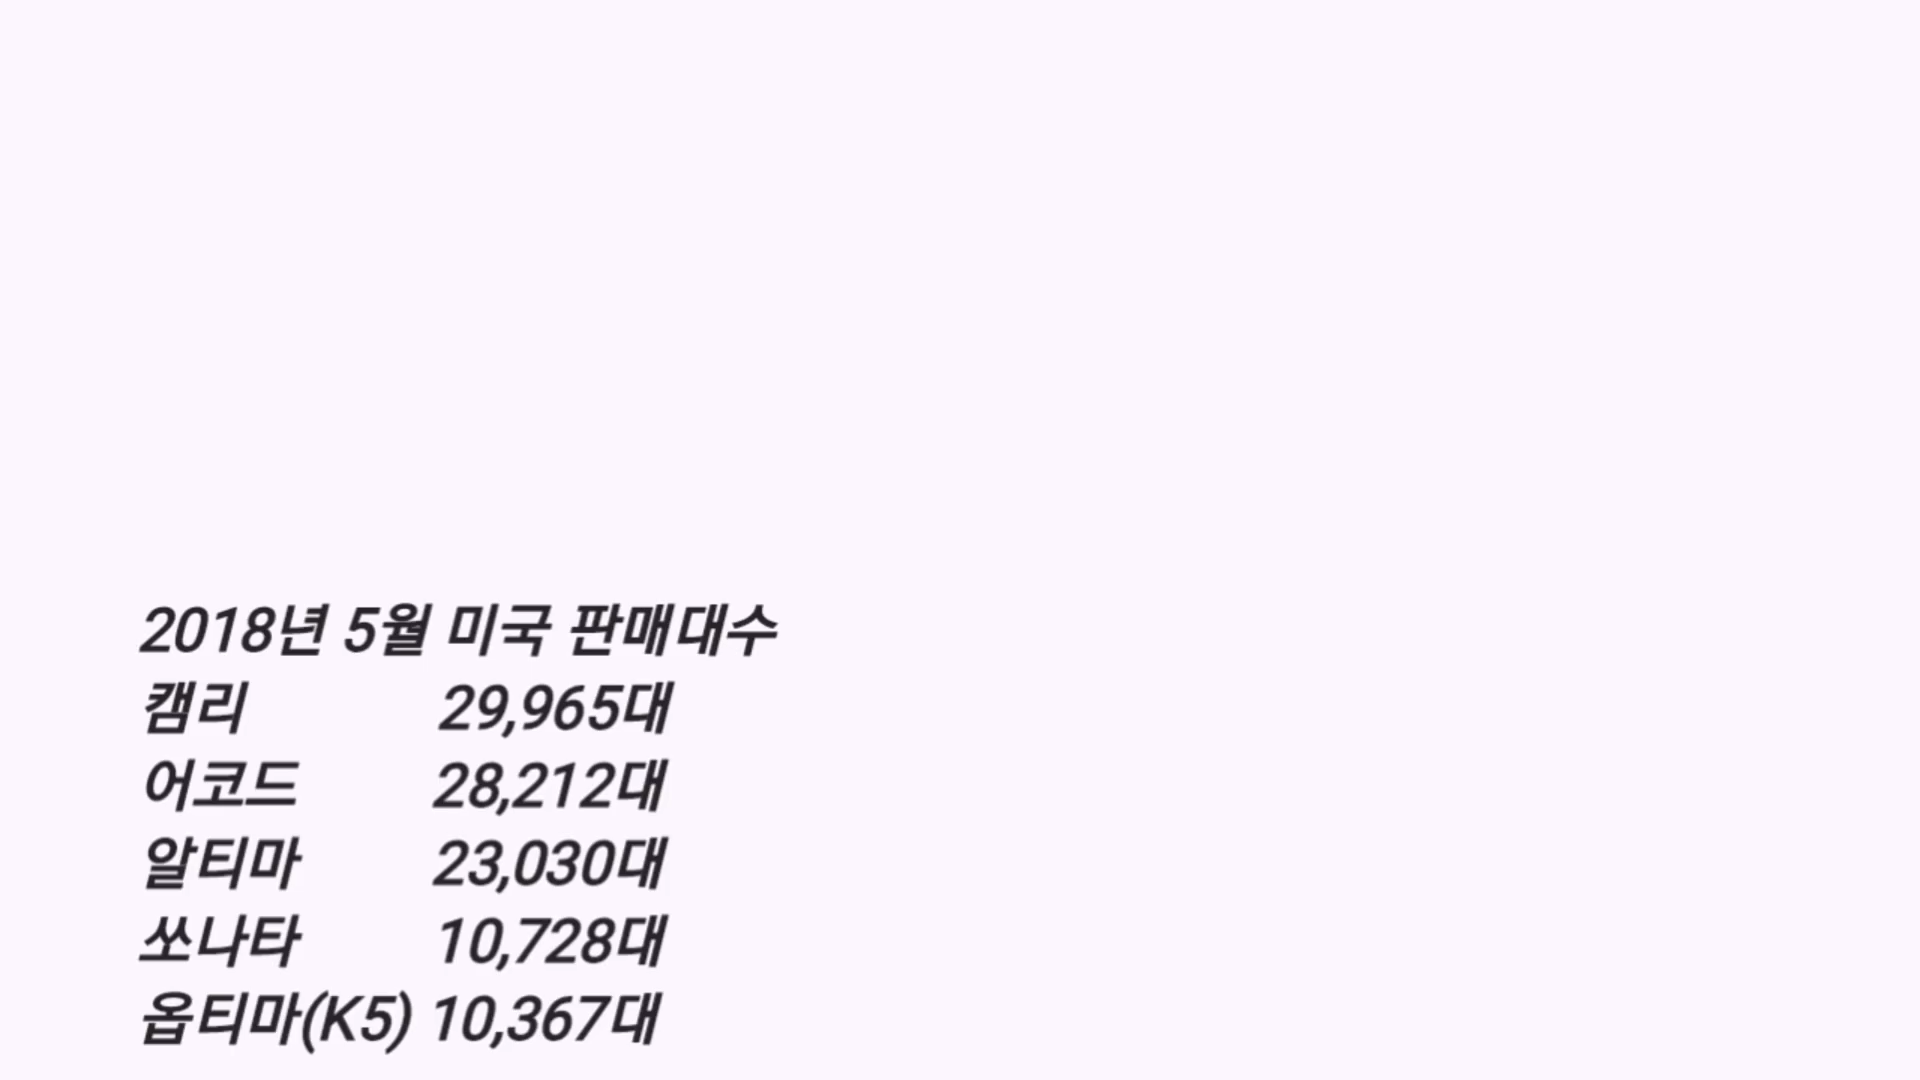 2018년 5월 미국 판매대수
캠리 29,965대
어코드 28,212대
알티마 23,030대
쏘나타 10,728대
옵티마(K5) 10,367대